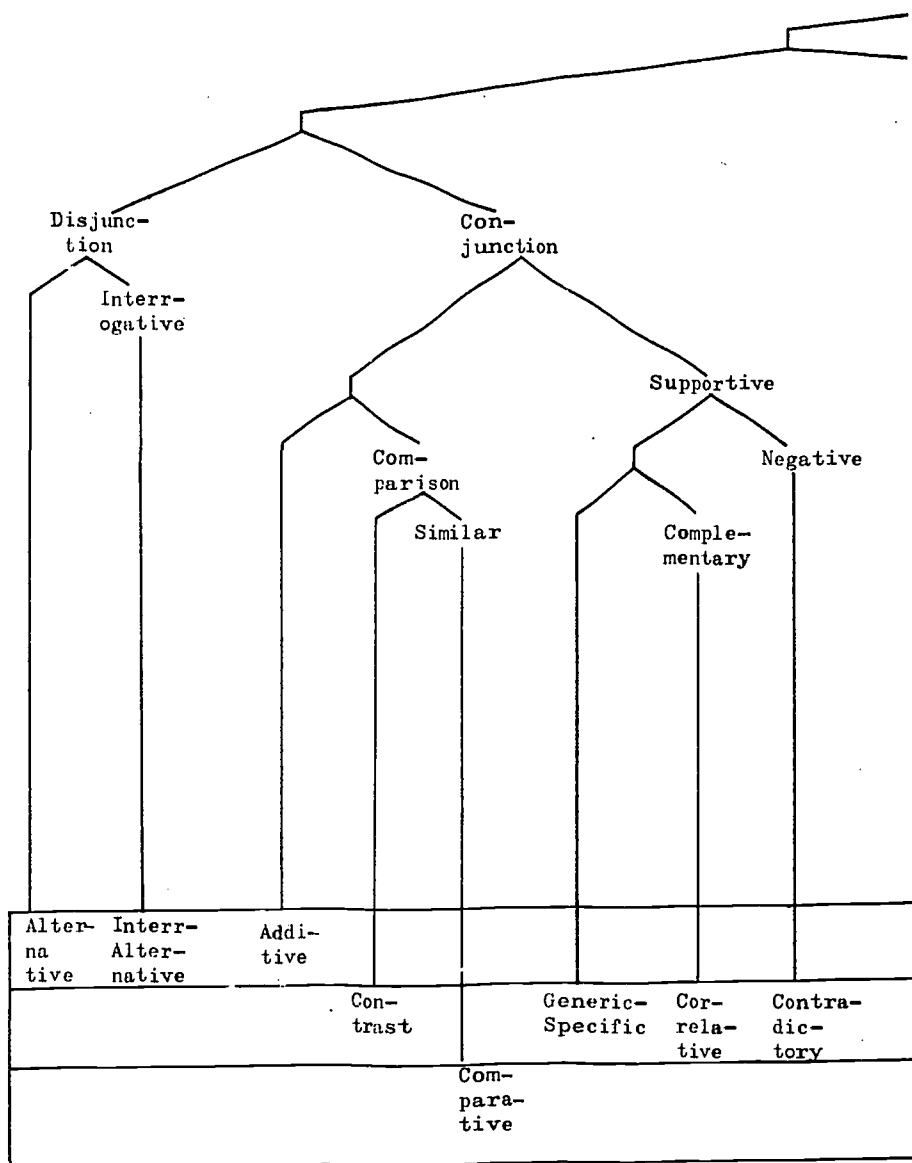 Disjunc-
tion
Con-
junction
Interr-
ogative
Supportive
Com-
parison
Negative
Similar
Comple-
mentary
Alter-
na
tive
Interr-
Alter-
native
Addi-
tive
Con-
trast
Generic-
Specific
Cor-
rela-
tive
Contra-
dic-
tory
Com-
para-
tive